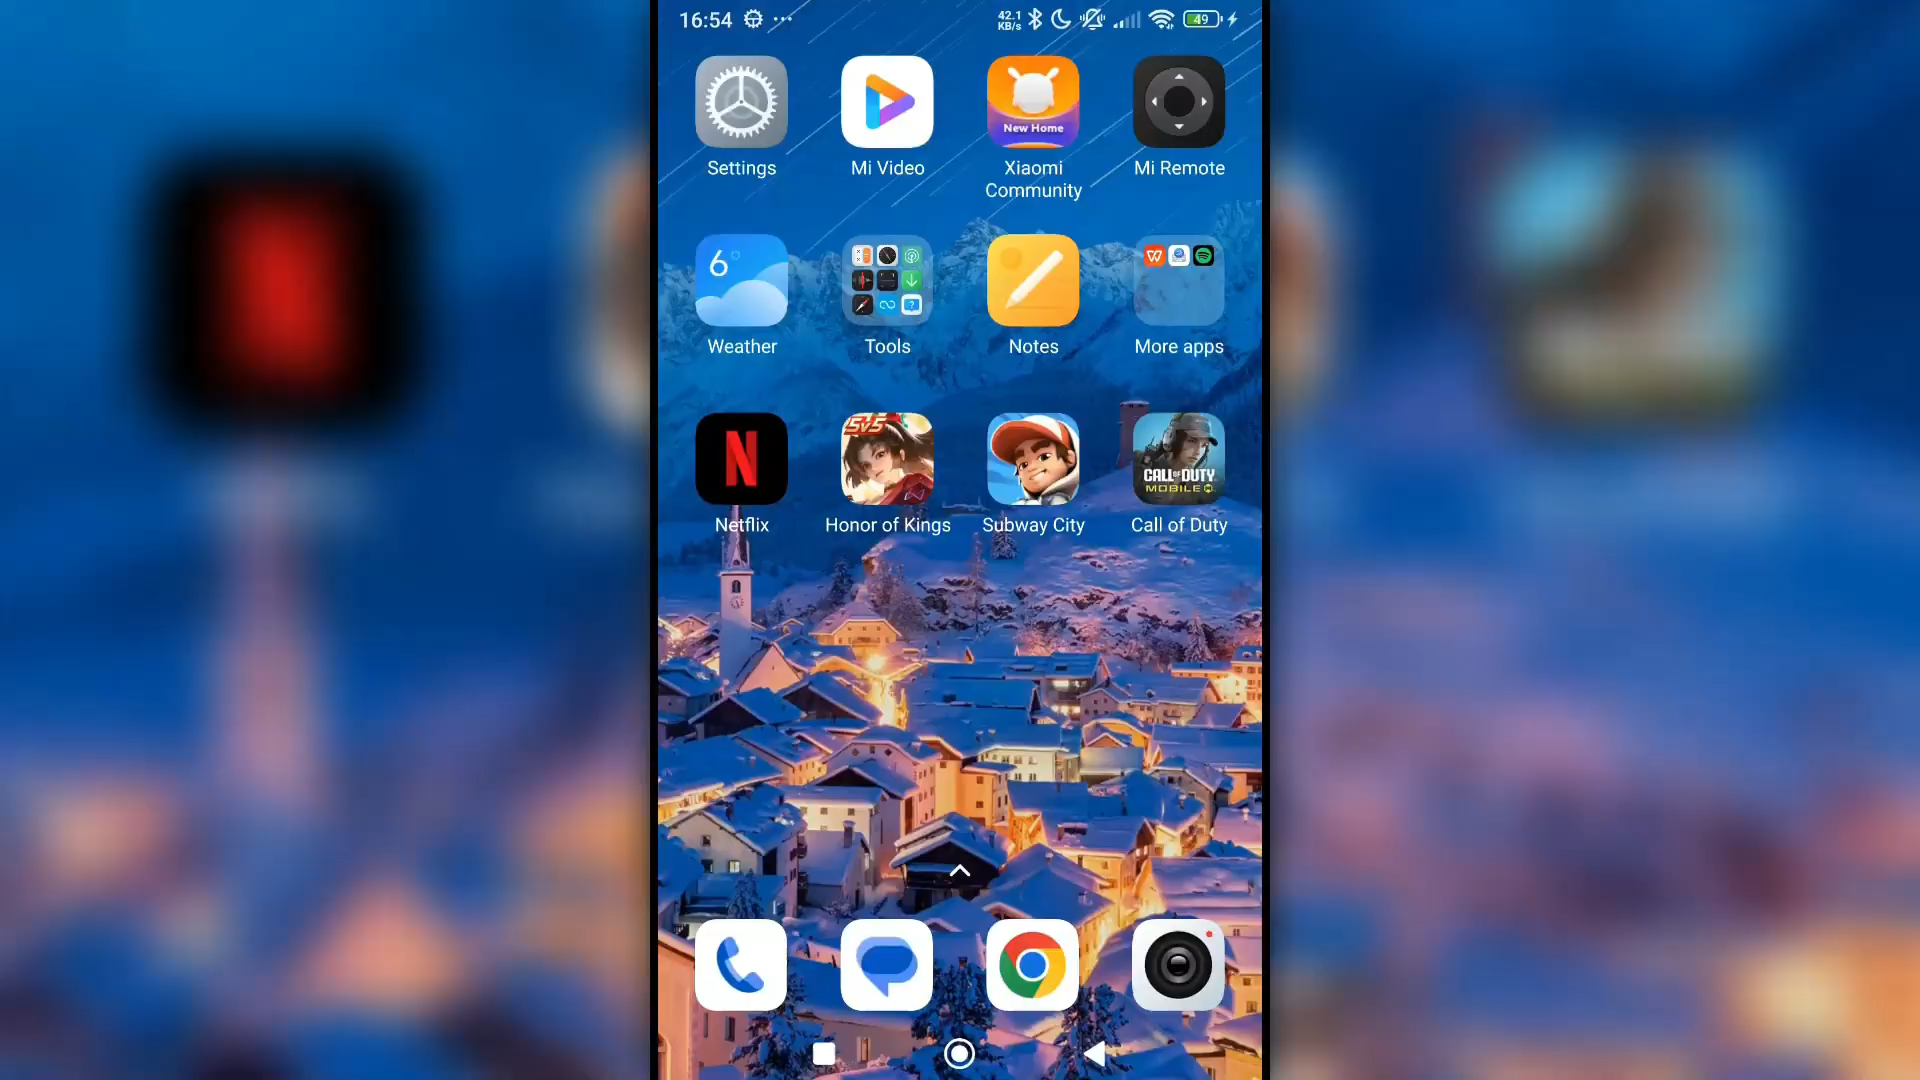 16:54
42.1
KB/s
49
New Home
Settings
Mi Video
Xiaomi
Community
Mi Remote
6°
Weather
Tools
Notes
More apps
N
5V5
CALL OF DUTY
MOBILE
Netflix
Honor of Kings
Subway City
Call of Duty